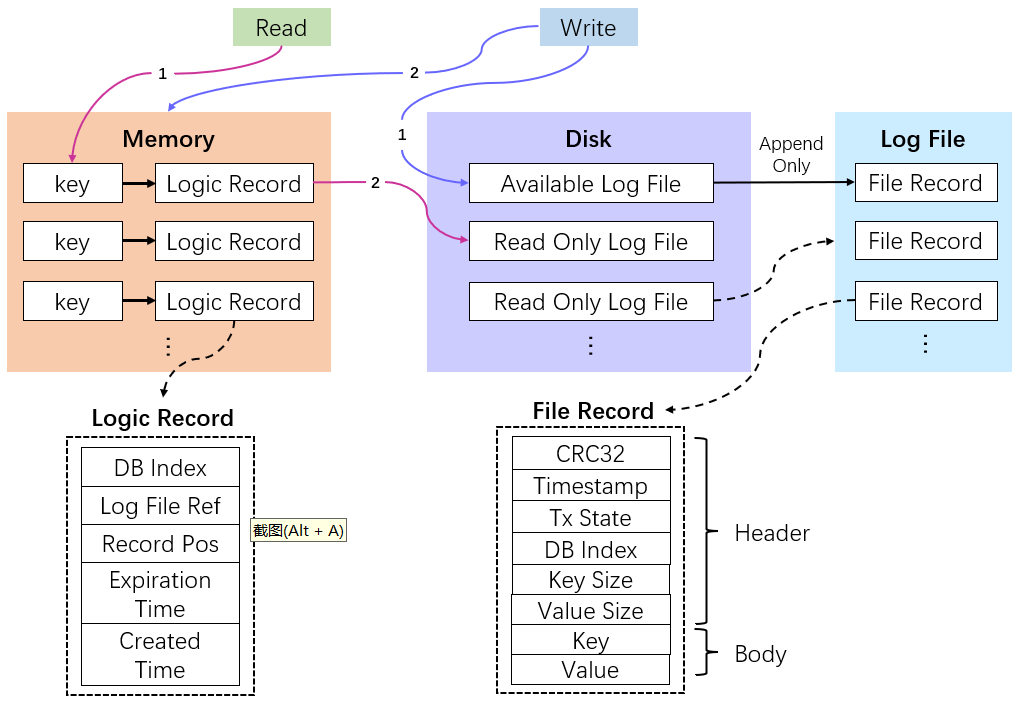 Read
Write
1
2
1
Memory
Disk
Log File
Append
Only
key
Logic Record
2
Available Log File
File Record
key
Logic Record
Read Only Log File
File Record
key
Logic Record
Read Only Log File
File Record
Logic Record
DB Index
Log File Ref
Record Pos
Expiration
Time
Created
Time
截图(Alt + A)
File Record
CRC32
Timestamp
Tx State
DB Index
Key Size
Value Size
Key
Value
Header
Body